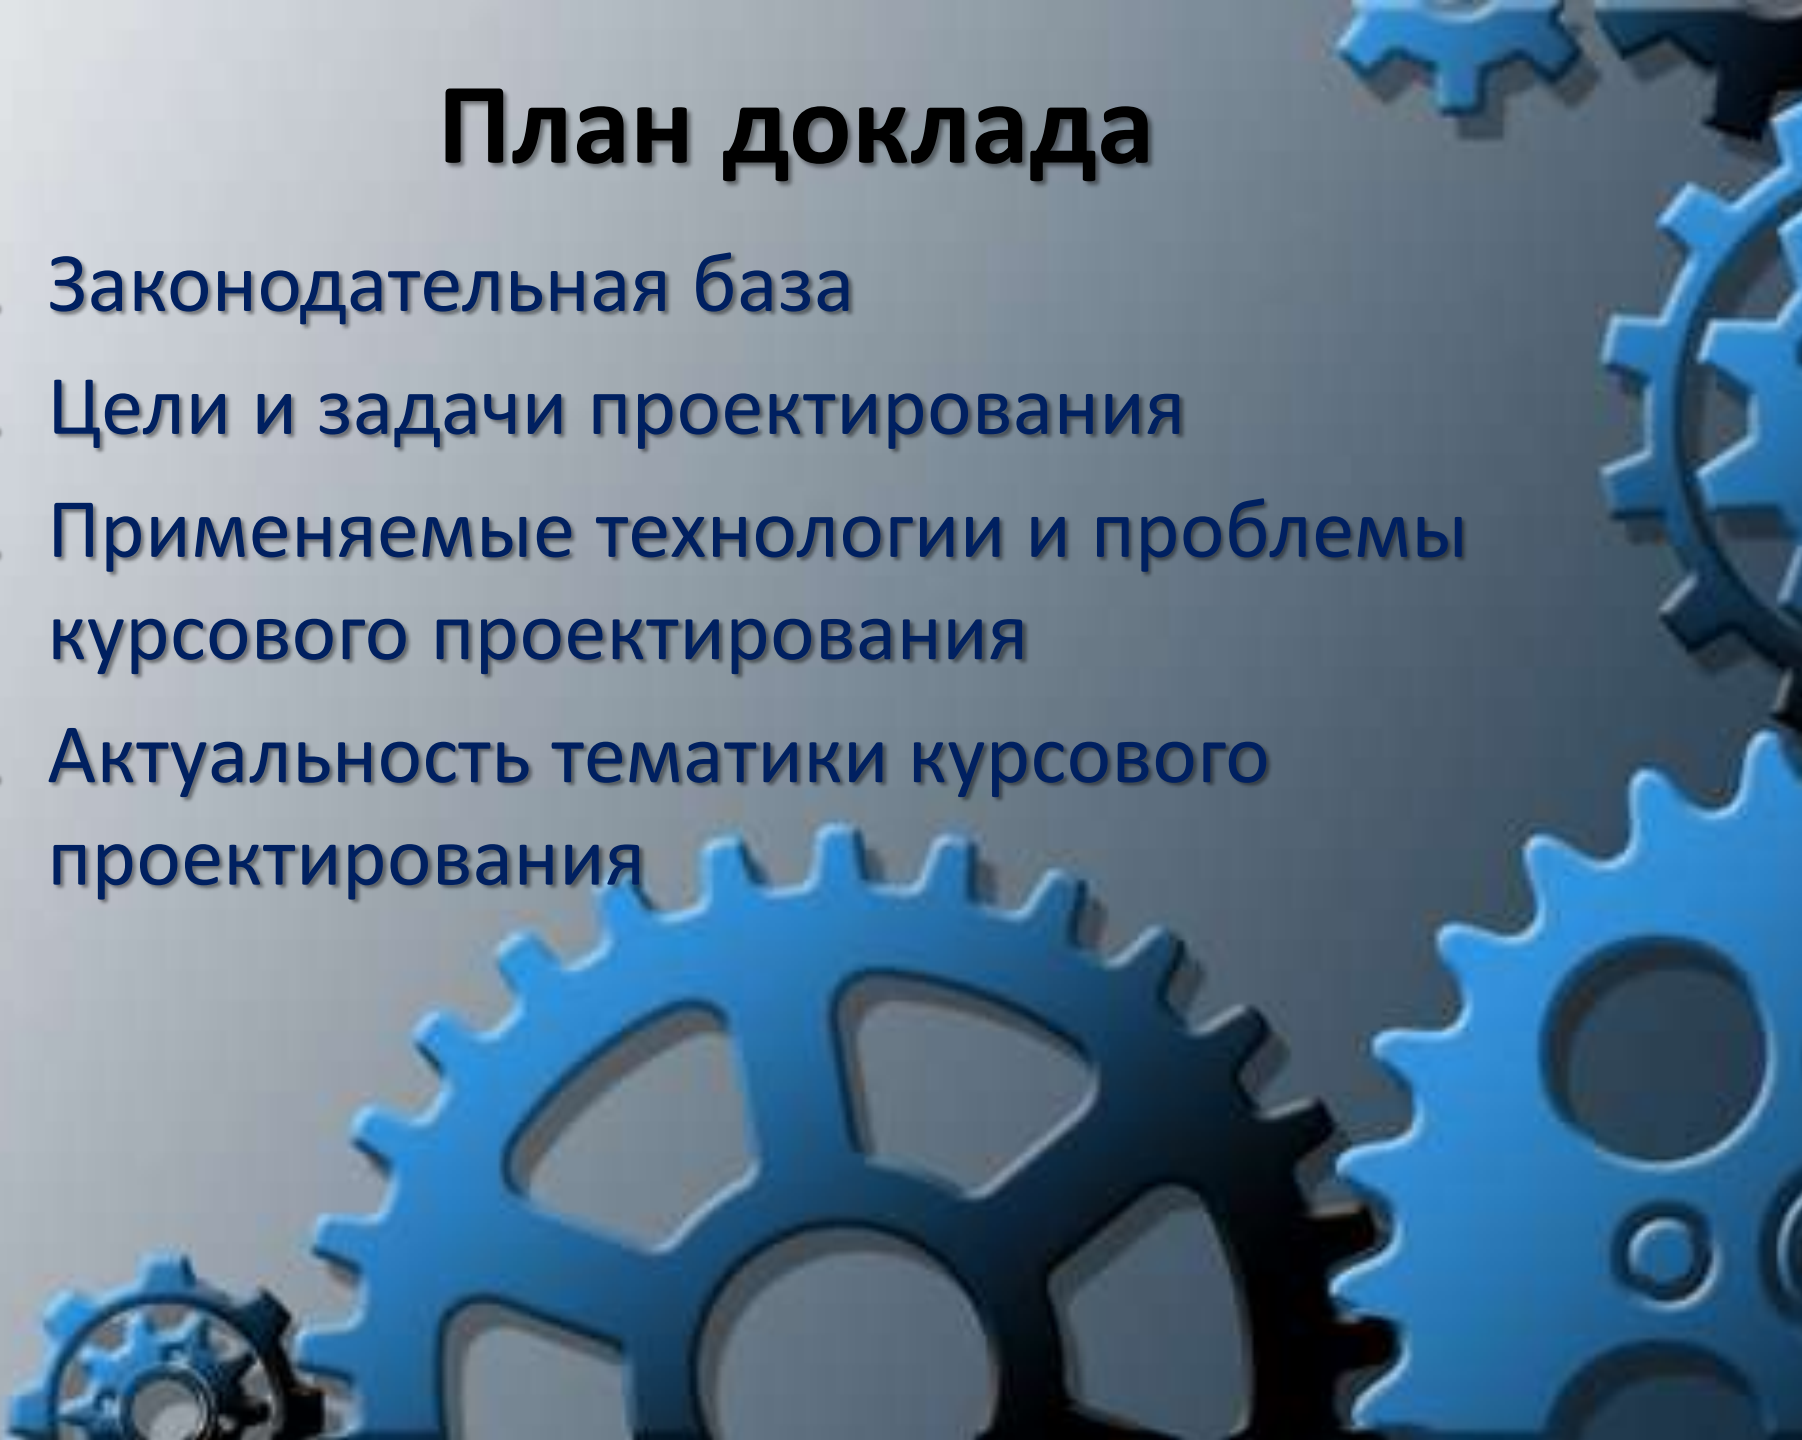 План доклада
Законодательная база
Цели и задачи проектирования
Применяемые технологии и проблемы
курсового проектирования
Актуальность тематики курсового
проектирования